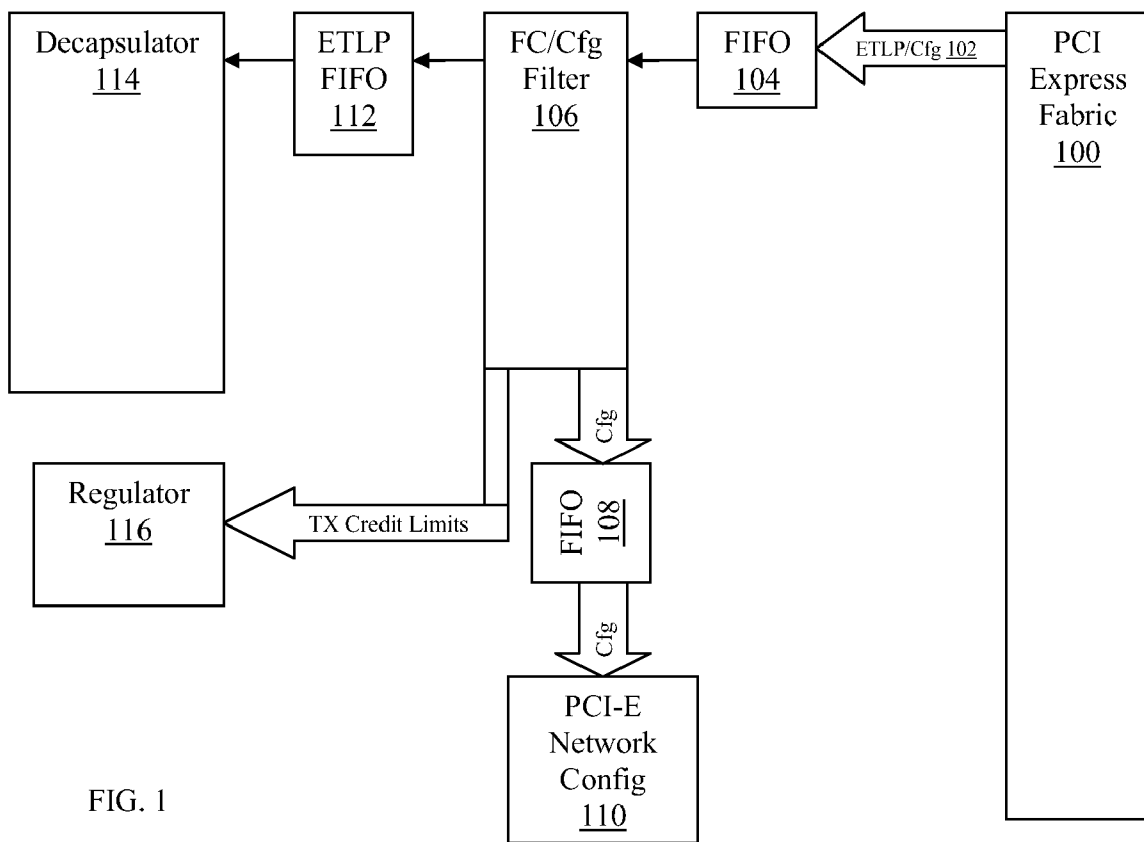 Decapsulator
114
ETLP
FIFO
112
FC/Cfg
Filter
106
FIFO
104
ETLP/Cfg 102
PCI
Express
Fabric
100
Cfg
Regulator
116
TX Credit Limits
FIFO
108
Cfg
PCI-E
Network
Config
110
FIG. 1